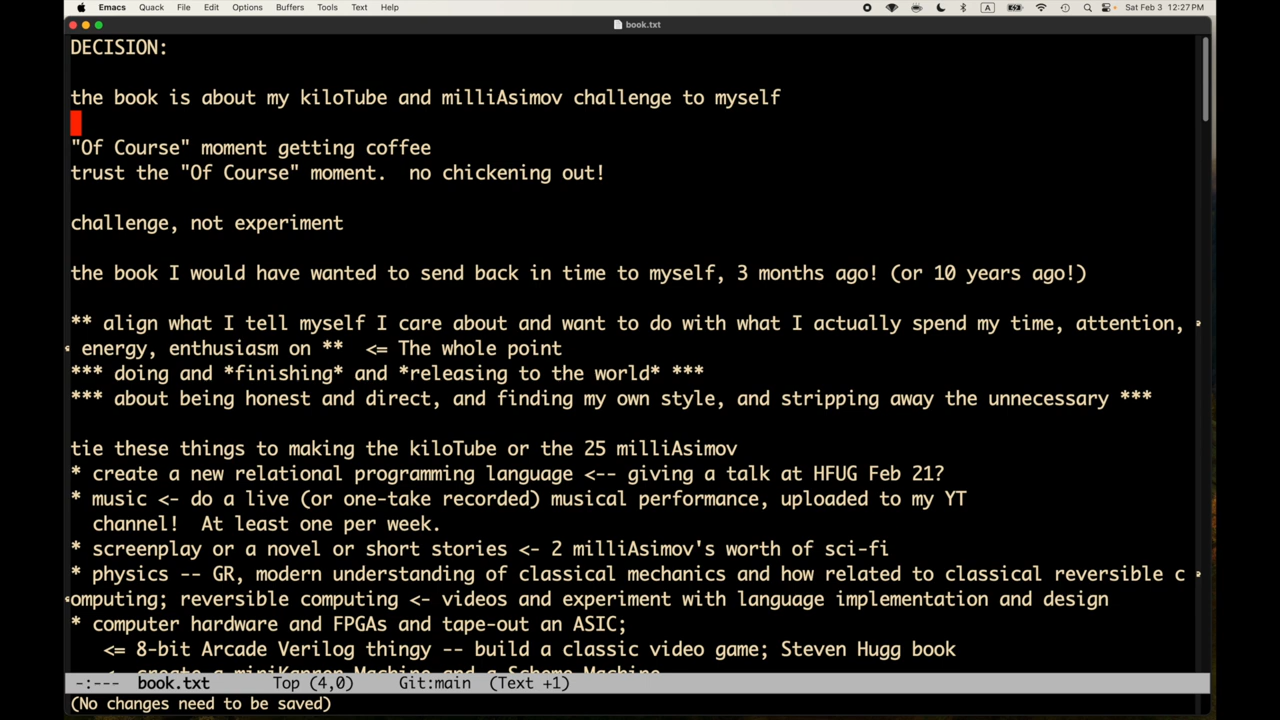 Emacs Quack File Edit Options Buffers Tools Text Help A Sat Feb 3 12:27 PM
book.txt
DECISION:
the book is about my kiloTube and milliAsimov challenge to myself
"Of Course" moment getting coffee
trust the "Of Course" moment.  no chickening out!
challenge, not experiment
the book I would have wanted to send back in time to myself, 3 months ago! (or 10 years ago!)
** align what I tell myself I care about and want to do with what I actually spend my time, attention,
energy, enthusiasm on **  <= The whole point
*** doing and *finishing* and *releasing to the world* ***
*** about being honest and direct, and finding my own style, and stripping away the unnecessary ***
tie these things to making the kiloTube or the 25 milliAsimov
* create a new relational programming language <-- giving a talk at HFUG Feb 21?
* music <- do a live (or one-take recorded) musical performance, uploaded to my YT
channel!  At least one per week.
* screenplay or a novel or short stories <- 2 milliAsimov's worth of sci-fi
* physics -- GR, modern understanding of classical mechanics and how related to classical reversible c
omputing; reversible computing <- videos and experiment with language implementation and design
* computer hardware and FPGAs and tape-out an ASIC;
<= 8-bit Arcade Verilog thingy -- build a classic video game; Steven Hugg book
<- create a miniKanren Machine and a Scheme Machine
-:--- book.txt Top (4,0) Git:main (Text +1)
(No changes need to be saved)